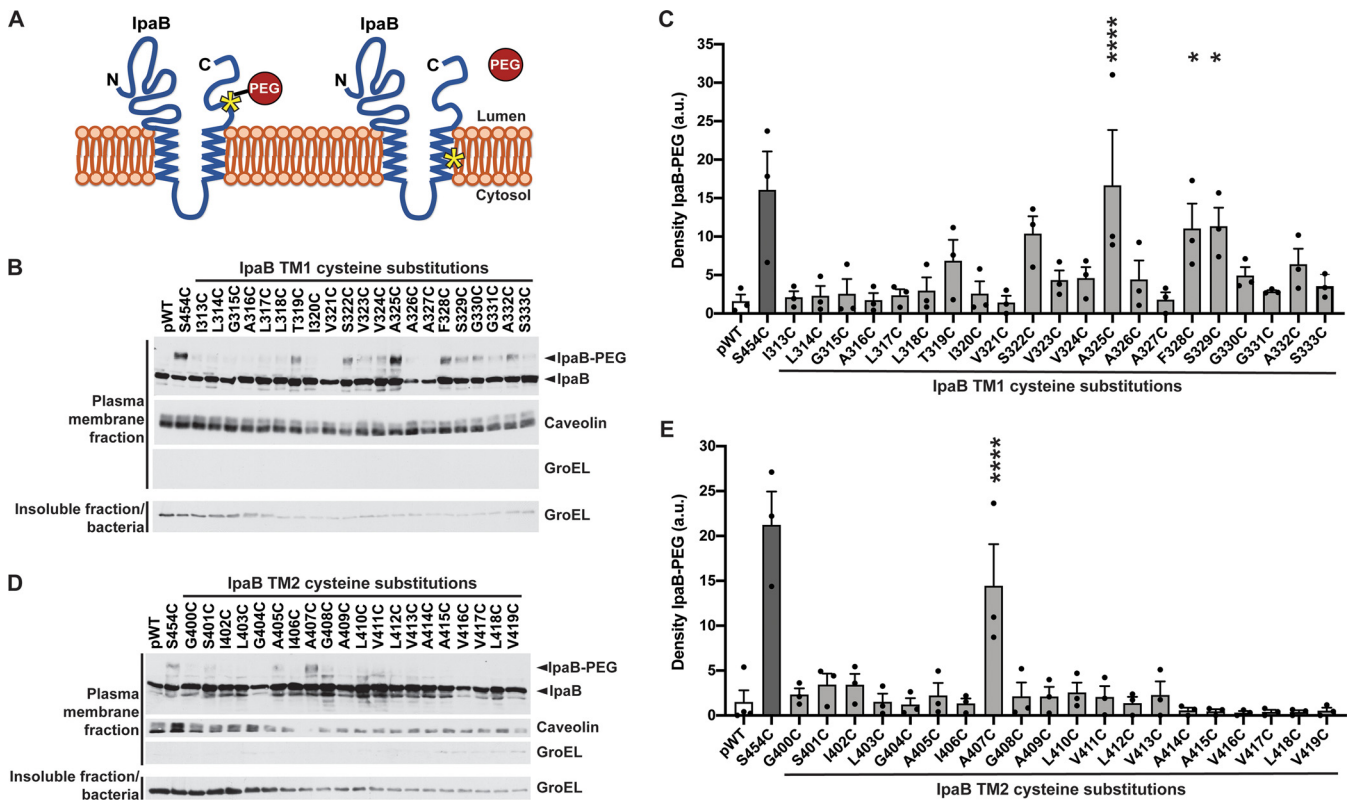 A
IpaB
IpaB
N
C
PEG
N
C
PEG
Lumen
Cytosol
B
IpaB TM1 cysteine substitutions
pWT
S454C
I313C
L314C
G315C
A316C
L317C
L318C
T319C
I320C
V321C
S322C
V323C
V324C
A325C
A326C
A327C
F328C
S329C
G330C
G331C
A332C
S333C
IpaB-PEG
IpaB
Plasma
membrane
fraction
Caveolin
GroEL
Insoluble fraction/
bacteria
GroEL
D
IpaB TM2 cysteine substitutions
pWT
S454C
G400C
S401C
I402C
L403C
G404C
A405C
I406C
A407C
G408C
A409C
L410C
V411C
L412C
V413C
A414C
A415C
V416C
V417C
L418C
V419C
IpaB-PEG
IpaB
Plasma
membrane
fraction
Caveolin
GroEL
Insoluble fraction/
bacteria
GroEL
C
Density IpaB-PEG (a.u.)
35
30
25
20
15
10
5
0
****
*
*
pWT
S454C
I313C
L314C
G315C
A316C
L317C
L318C
T319C
I320C
V321C
S322C
V323C
V324C
A325C
A326C
A327C
F328C
S329C
G330C
G331C
A332C
S333C
IpaB TM1 cysteine substitutions
E
Density IpaB-PEG (a.u.)
30
25
20
15
10
5
0
****
pWT
S454C
G400C
S401C
I402C
L403C
G404C
A405C
I406C
A407C
G408C
A409C
L410C
V411C
L412C
V413C
A414C
A415C
V416C
V417C
L418C
V419C
IpaB TM2 cysteine substitutions